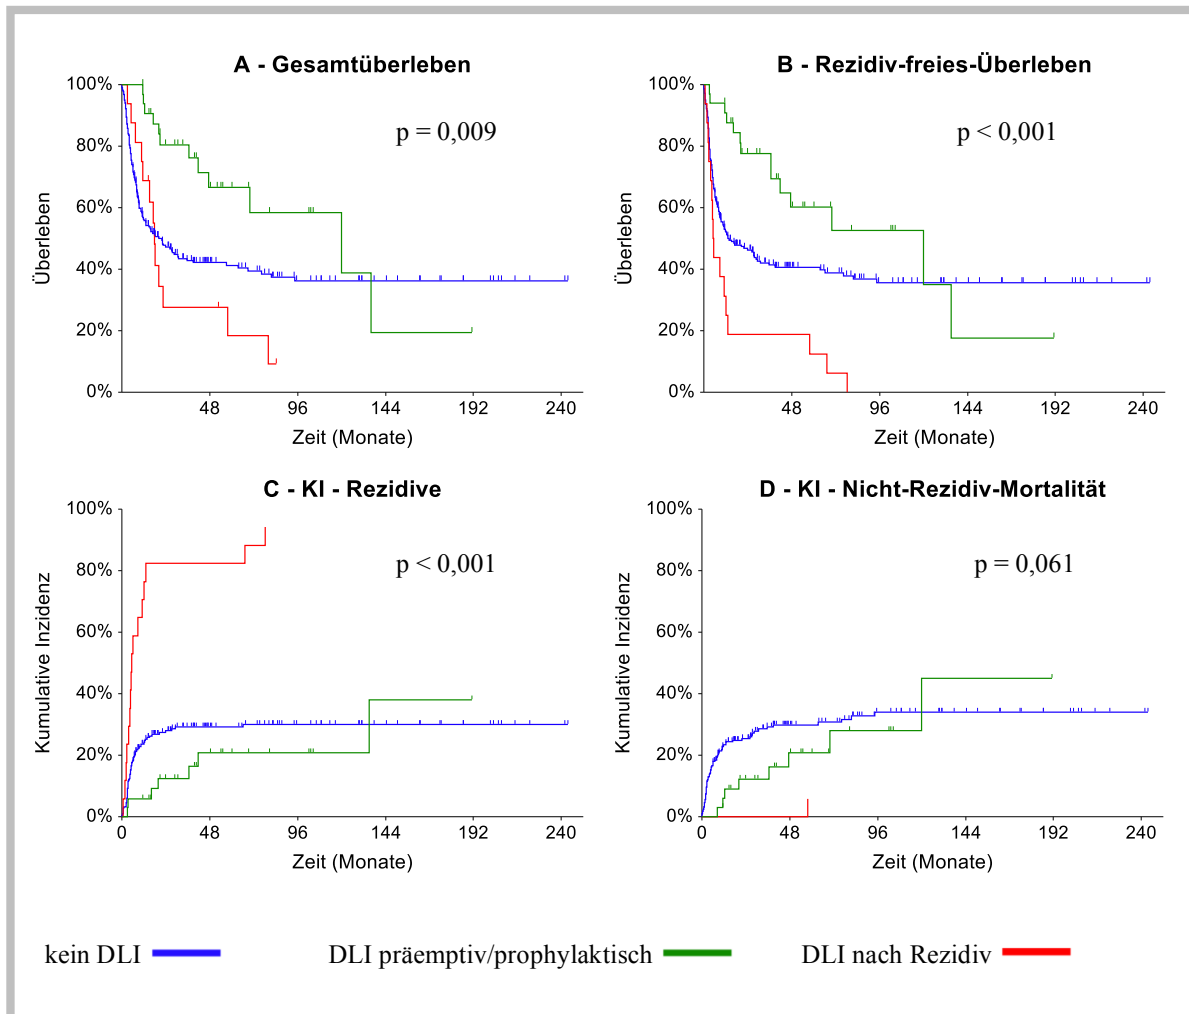 A - Gesamtüberleben
100%
80%
60%
40%
20%
0%
Überleben
p = 0,009
48 96 144 192 240
Zeit (Monate)
B - Rezidiv-freies-Überleben
100%
80%
60%
40%
20%
0%
Überleben
p < 0,001
48 96 144 192 240
Zeit (Monate)
C - KI - Rezidive
100%
80%
60%
40%
20%
0%
Kumulative Inzidenz
p < 0,001
0 48 96 144 192 240
Zeit (Monate)
D - KI - Nicht-Rezidiv-Mortalität
100%
80%
60%
40%
20%
0%
Kumulative Inzidenz
p = 0,061
0 48 96 144 192 240
Zeit (Monate)
kein DLI DLI präemptiv/prophylaktisch DLI nach Rezidiv